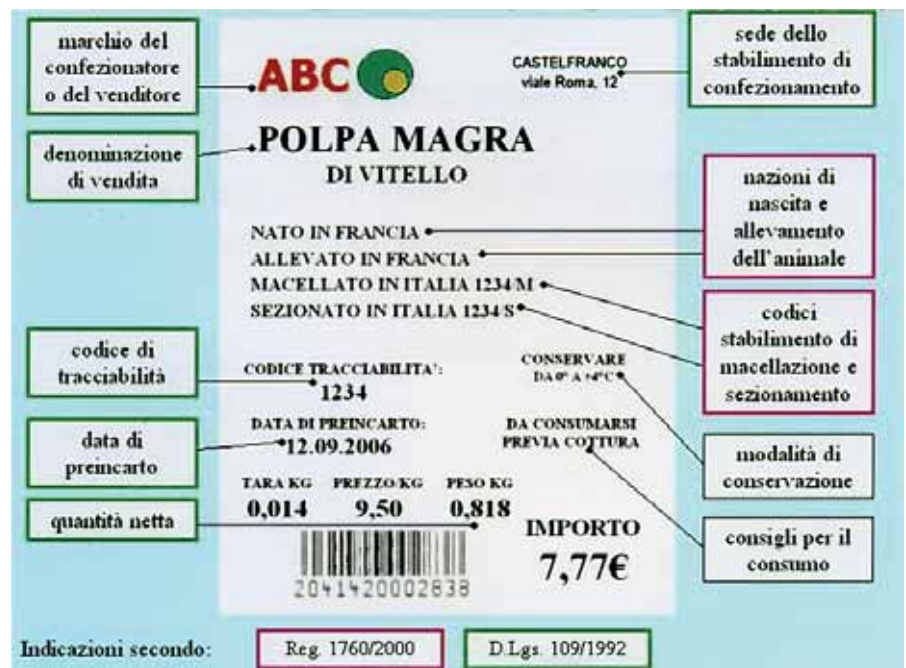 marchio del
confezionatore
o del venditore
denominazione
di vendita
codice di
tracciabilità
data di
preincarto
quantità netta
ABC
CASTELFRANCO
viale Roma, 12
POLPA MAGRA
DI VITELLO
NATO IN FRANCIA
ALLEVATO IN FRANCIA
MACELLATO IN ITALIA 1234/M
SEZIONATO IN ITALIA 1234/S
CODICE TRACCIABILITA':
1234
CONSERVARE
DA 0° A +4°C
DATA DI PREINCARTO:
12.09.2006
DA CONSUMARSI
PREVIA COTTURA
TARA KG PREZZO/KG PESO KG
0,014 9,50 0,818
IMPORTO
7,77€
2041420002838
sede dello
stabilimento di
confezionamento
nazioni di
nascita e
allevamento
dell'animale
codici
stabilimento di
macellazione e
sezionamento
modalità di
conservazione
consigli per il
consumo
Indicazioni secondo: Reg. 1760/2000 D.Lgs. 109/1992